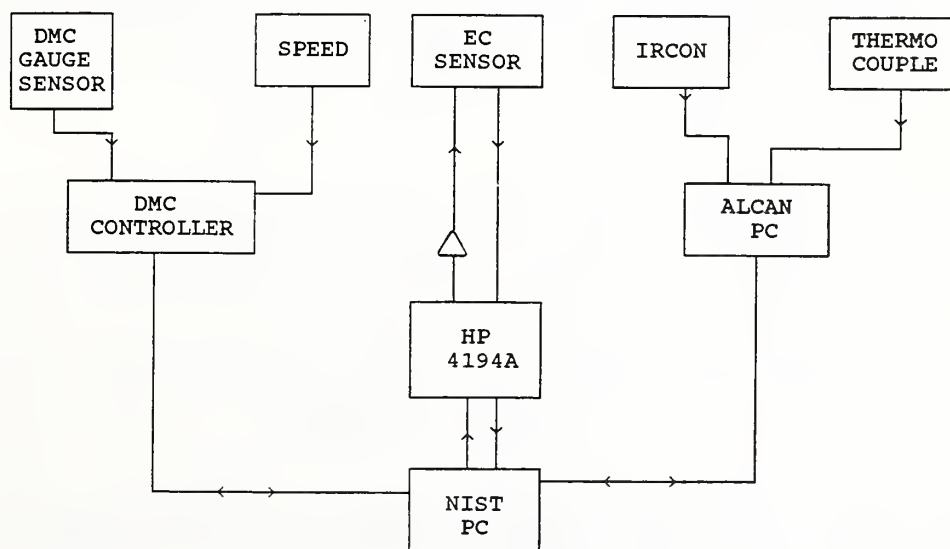 DMC
GAUGE
SENSOR
SPEED
EC
SENSOR
IRCON
THERMO
COUPLE
DMC
CONTROLLER
ALCAN
PC
HP
4194A
NIST
PC